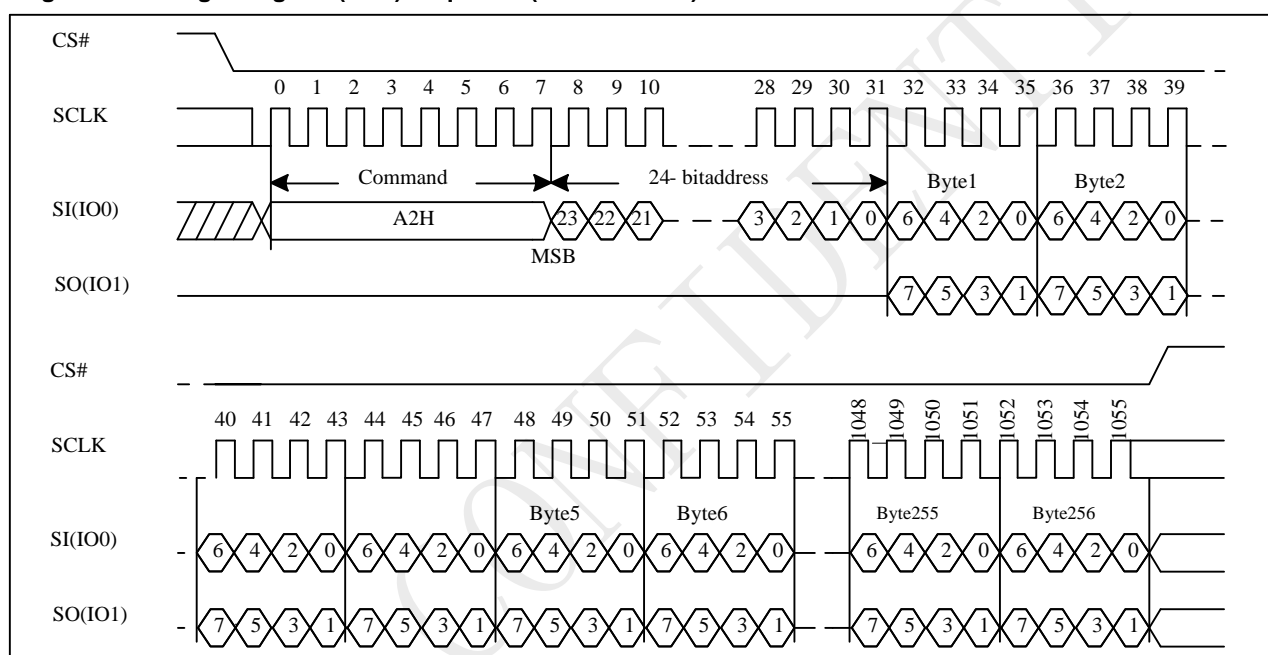 CS#
0 1 2 3 4 5 6 7 8 9 10 28 29 30 31 32 33 34 35 36 37 38 39
SCLK
Command 24- bitaddress Byte1 Byte2
SI(IO0) A2H 23 22 21 3 2 1 0 6 4 2 0 6 4 2 0
MSB
SO(IO1) 7 5 3 1 7 5 3 1
CS#
40 41 42 43 44 45 46 47 48 49 50 51 52 53 54 55 1048 1049 1050 1051 1052 1053 1054 1055
SCLK
Byte5 Byte6 Byte255 Byte256
SI(IO0) 6 4 2 0 6 4 2 0 6 4 2 0 6 4 2 0 6 4 2 0 6 4 2 0
SO(IO1) 7 5 3 1 7 5 3 1 7 5 3 1 7 5 3 1 7 5 3 1 7 5 3 1
CONFIDENT